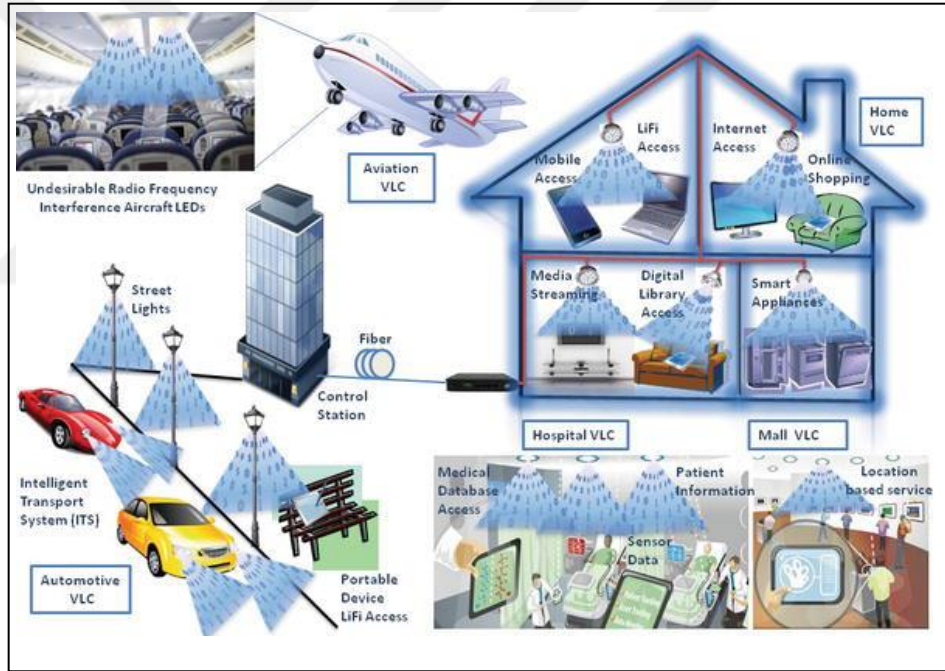 Undesirable Radio Frequency
Interference Aircraft LEDs
Aviation
VLC
Home
VLC
LiFi
Access
Mobile
Access
Internet
Access
Online
Shopping
Media
Streaming
Digital
Library
Access
Smart
Appliances
Street
Lights
Fiber
Control
Station
Intelligent
Transport
System (ITS)
Automotive
VLC
Portable
Device
LiFi Access
Hospital VLC
Mall VLC
Medical
Database
Access
Patient
Information
Sensor
Data
Location
based service